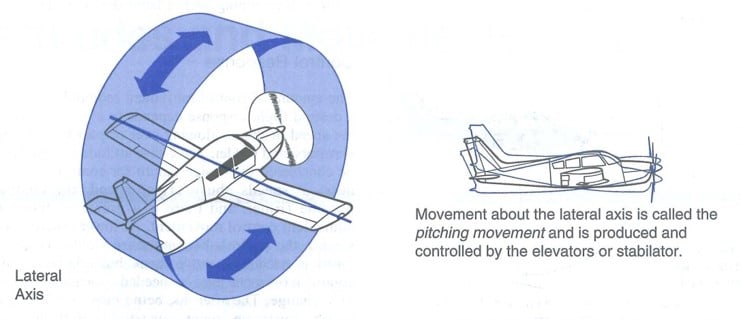 Lateral
Axis
Movement about the lateral axis is called the
pitching movement and is produced and
controlled by the elevators or stabilator.